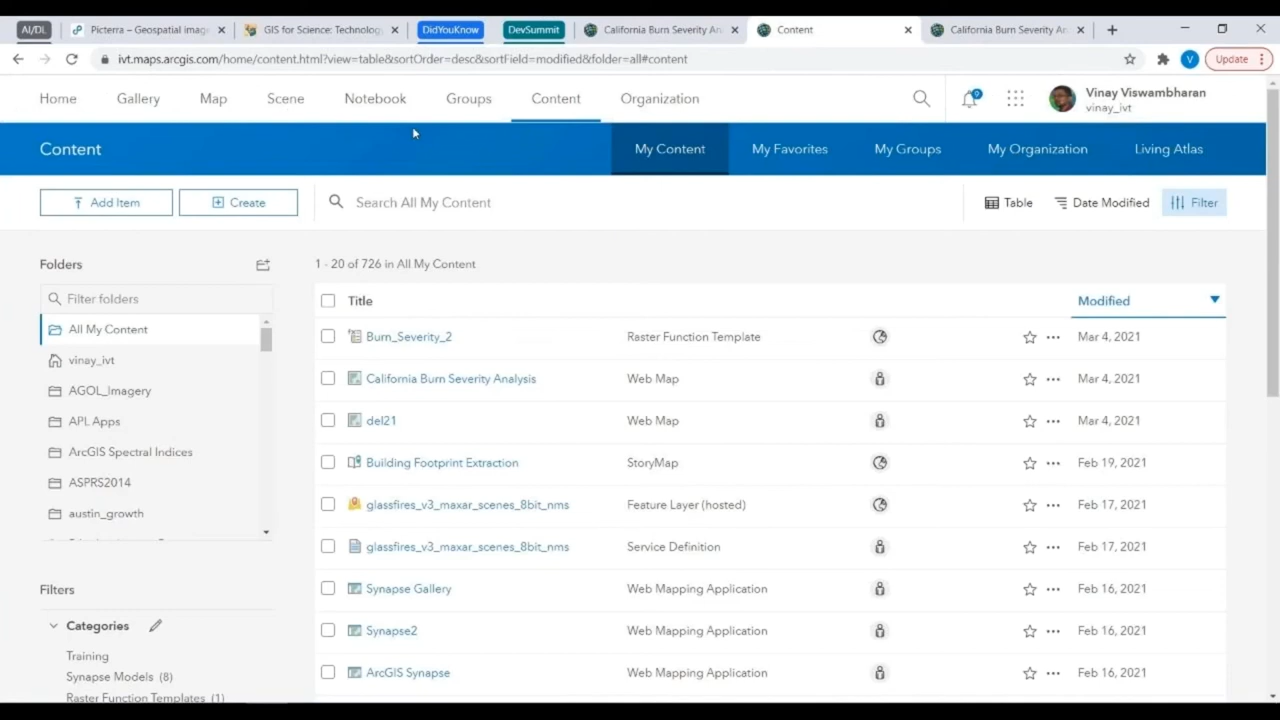 AI/DL Picterra – Geospatial imag GIS for Science: Technolog DidYouKnow DevSummit California Burn Severity An Content California Burn Severity An
ivt.maps.arcgis.com/home/content.html?view=table&sortOrder=desc&sortField=modified&folder=all#content V Update
Home Gallery Map Scene Notebook Groups Content Organization Vinay Viswambharan
vinay_ivt
Content My Content My Favorites My Groups My Organization Living Atlas
Add Item Create Search All My Content Table Date Modified Filter
Folders 1 - 20 of 726 in All My Content
Filter folders Title Modified
All My Content Burn_Severity_2 Raster Function Template Mar 4, 2021
vinay_ivt California Burn Severity Analysis Web Map Mar 4, 2021
AGOL_Imagery
APL Apps del21 Web Map Mar 4, 2021
ArcGIS Spectral Indices Building Footprint Extraction StoryMap Feb 19, 2021
ASPRS2014
austin_growth glassfires_v3_maxar_scenes_8bit_nms Feature Layer (hosted) Feb 17, 2021
glassfires_v3_maxar_scenes_8bit_nms Service Definition Feb 17, 2021
Filters Synapse Gallery Web Mapping Application Feb 16, 2021
Categories Synapse2 Web Mapping Application Feb 16, 2021
Training
Synapse Models (8) ArcGIS Synapse Web Mapping Application Feb 16, 2021
Raster Function Templates (1)